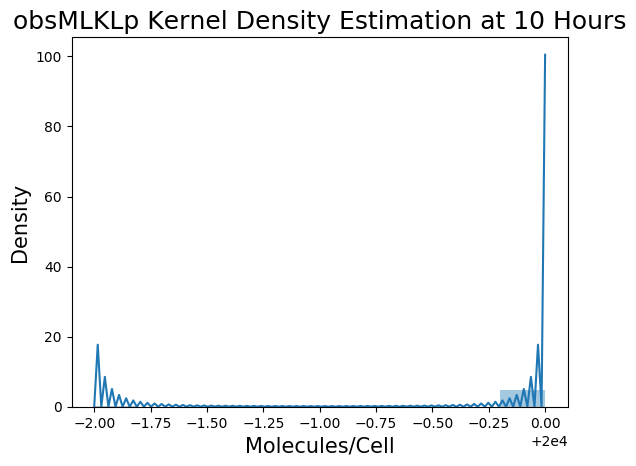 obsMLKLp Kernel Density Estimation at 10 Hours
Density
100
80
60
40
20
0
−2.00 −1.75 −1.50 −1.25 −1.00 −0.75 −0.50 −0.25 0.00
+2e4
Molecules/Cell